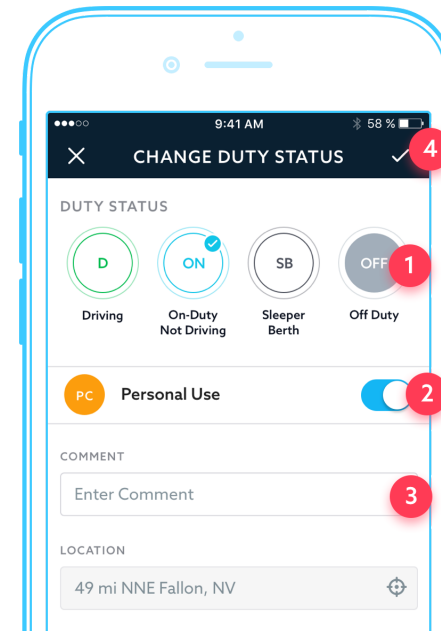 9:41 AM 58 %
CHANGE DUTY STATUS 4
DUTY STATUS
D ON SB OFF 1
Driving On-Duty Sleeper Off Duty
Not Driving Berth
PC Personal Use 2
COMMENT
Enter Comment 3
LOCATION
49 mi NNE Fallon, NV